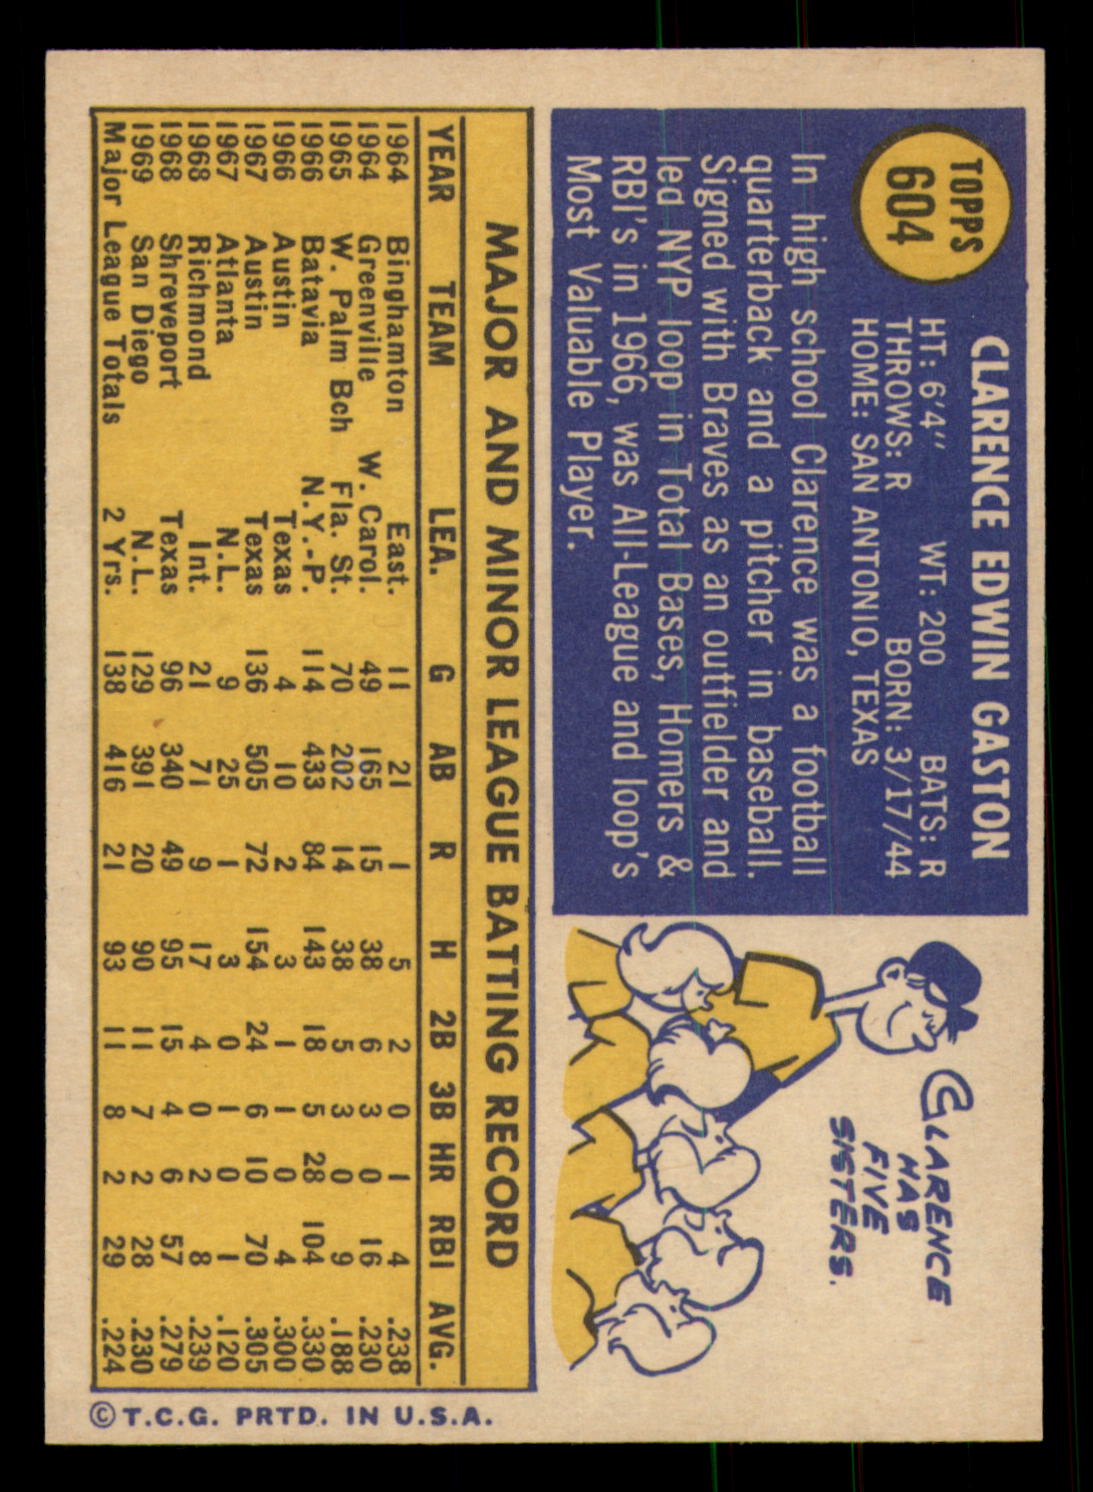 TOPPS
604
CLARENCE EDWIN GASTON
HT: 6'4" WT: 200 BATS: R
THROWS: R BORN: 3/17/44
HOME: SAN ANTONIO, TEXAS
In high school Clarence was a football
quarterback and a pitcher in baseball.
Signed with Braves as an outfielder and
led NYP loop in Total Bases, Homers &
RBI's in 1966, was All-League and loop's
Most Valuable Player.
CLARENCE
HAS
FIVE
SISTERS.
MAJOR AND MINOR LEAGUE BATTING RECORD
YEAR TEAM LEA. G AB R H 2B 3B HR RBI AVG.
1964 Binghamton East. 11 21 1 5 2 0 1 4 .238
1964 Greenville W. Carol. 49 165 15 38 6 3 0 16 .230
1965 W. Palm Bch Fla. St. 70 202 14 38 5 3 0 9 .188
1966 Batavia N.Y.-P. 114 433 84 143 18 5 28 104 .330
1966 Austin Texas 4 10 2 3 1 1 0 4 .300
1967 Austin Texas 136 505 72 154 24 6 10 70 .305
1967 Atlanta N.L. 9 25 1 3 0 1 0 1 .120
1968 Richmond Int. 21 71 9 17 4 0 2 8 .239
1968 Shreveport Texas 96 340 49 95 15 4 6 57 .279
1969 San Diego N.L. 129 391 20 90 11 7 2 28 .230
Major League Totals 2 Yrs. 138 416 21 93 11 8 2 29 .224
© T.C.G. PRTD. IN U.S.A.